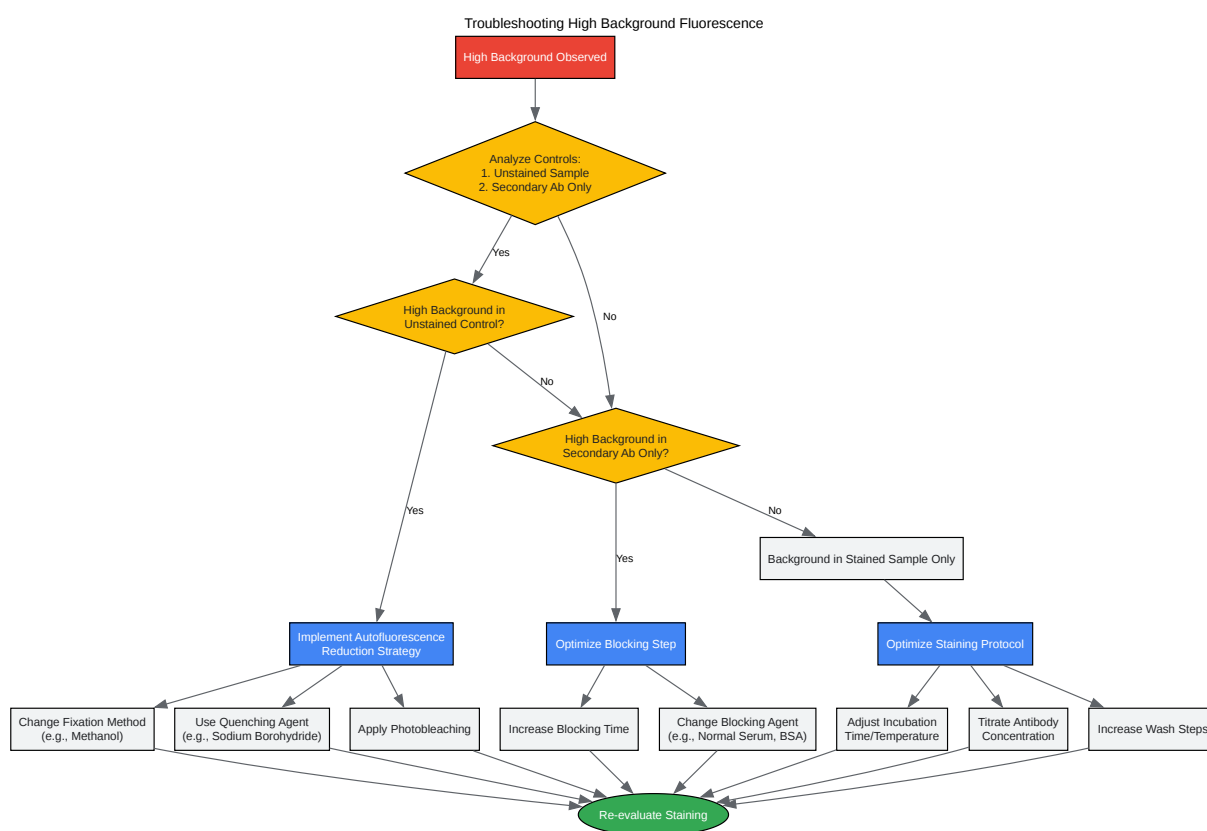 Troubleshooting High Background Fluorescence
High Background Observed
Analyze Controls:
1. Unstained Sample
2. Secondary Ab Only
Yes
High Background in
Unstained Control?
No
No
High Background in
Secondary Ab Only?
Yes
No
Yes
Background in Stained Sample Only
Implement Autofluorescence
Reduction Strategy
Optimize Blocking Step
Optimize Staining Protocol
Change Fixation Method
(e.g., Methanol)
Use Quenching Agent
(e.g., Sodium Borohydride)
Apply Photobleaching
Increase Blocking Time
Change Blocking Agent
(e.g., Normal Serum, BSA)
Adjust Incubation
Time/Temperature
Titrate Antibody
Concentration
Increase Wash Steps
Re-evaluate Staining